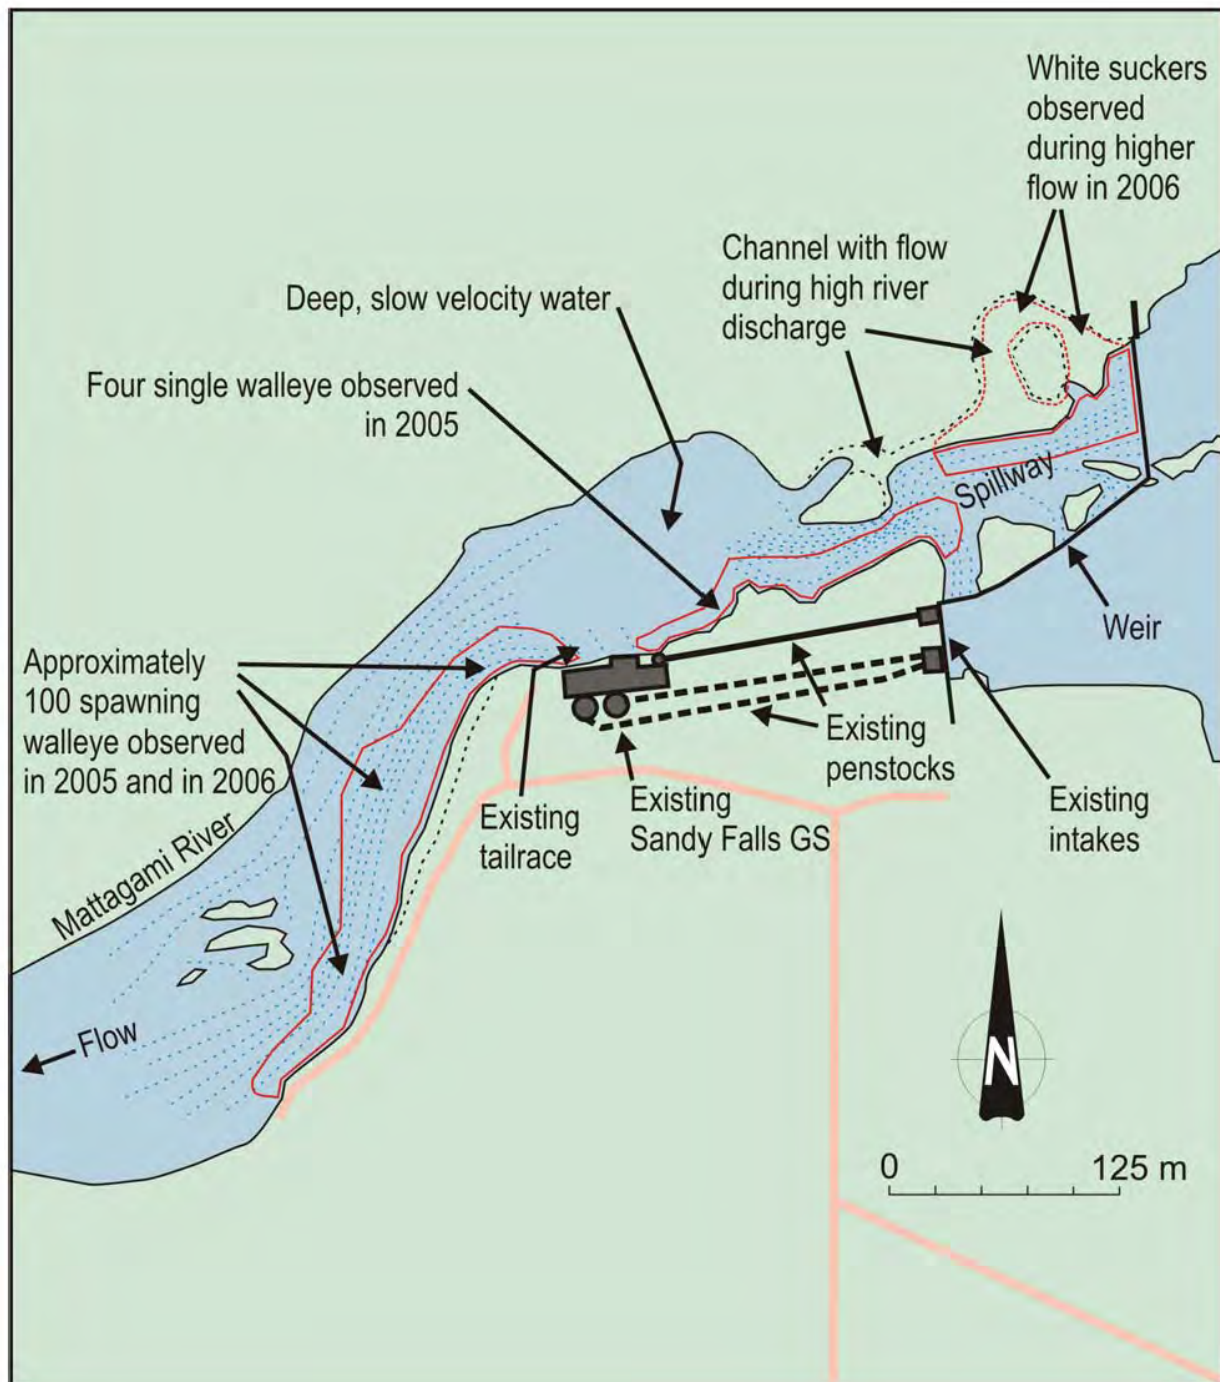 White suckers
observed
during higher
flow in 2006
Channel with flow
during high river
discharge
Deep, slow velocity water
Four single walleye observed
in 2005
Spillway
Weir
Approximately
100 spawning
walleye observed
in 2005 and in 2006
Existing
penstocks
Existing
tailrace
Existing
Sandy Falls GS
Existing
intakes
Mattagami River
Flow
N
0 125 m